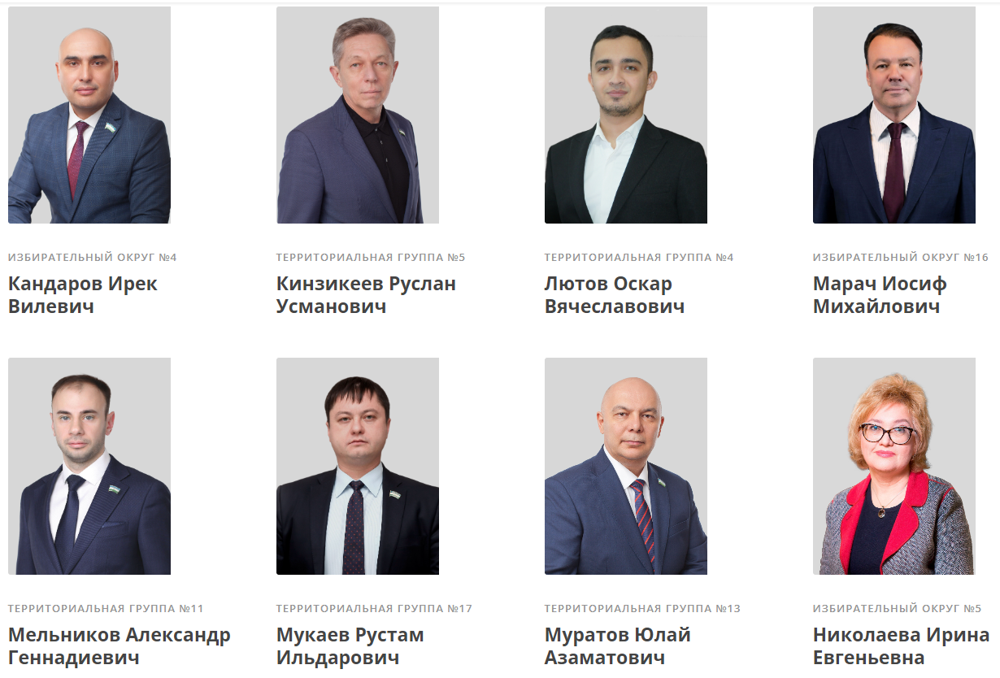 ИЗБИРАТЕЛЬНЫЙ ОКРУГ №4
Кандаров Ирек
Вилевич
ТЕРРИТОРИАЛЬНАЯ ГРУППА №5
Кинзикеев Руслан
Усманович
ТЕРРИТОРИАЛЬНАЯ ГРУППА №4
Лютов Оскар
Вячеславович
ИЗБИРАТЕЛЬНЫЙ ОКРУГ №16
Марач Иосиф
Михайлович
ТЕРРИТОРИАЛЬНАЯ ГРУППА №11
Мельников Александр
Геннадиевич
ТЕРРИТОРИАЛЬНАЯ ГРУППА №17
Мукаев Рустам
Ильдарович
ТЕРРИТОРИАЛЬНАЯ ГРУППА №13
Муратов Юлай
Азаматович
ИЗБИРАТЕЛЬНЫЙ ОКРУГ №5
Николаева Ирина
Евгеньевна